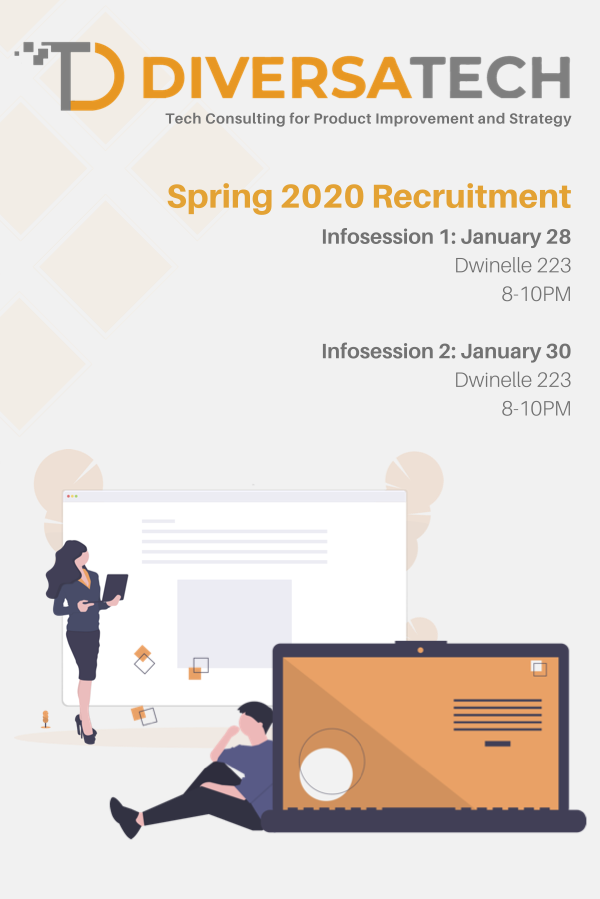 DIVERSATECH
Tech Consulting for Product Improvement and Strategy
Spring 2020 Recruitment
Infosession 1: January 28
Dwinelle 223
8-10PM
Infosession 2: January 30
Dwinelle 223
8-10PM